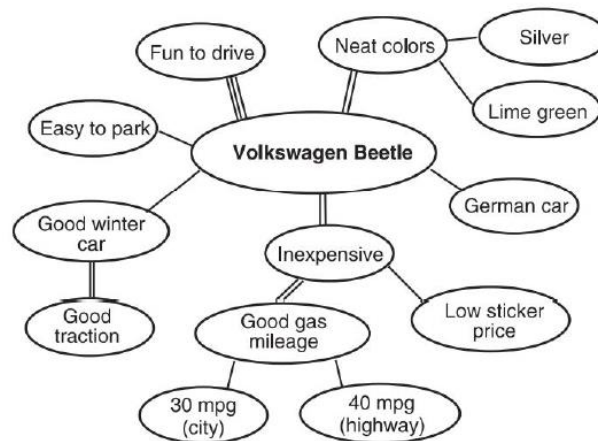 Fun to drive
Neat colors
Silver
Lime green
Easy to park
Volkswagen Beetle
German car
Good winter
car
Inexpensive
Good
traction
Good gas
mileage
Low sticker
price
30 mpg
(city)
40 mpg
(highway)